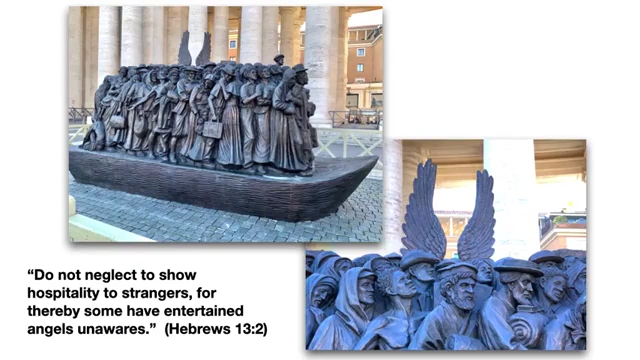 “Do not neglect to show
hospitality to strangers, for
thereby some have entertained
angels unawares.”  (Hebrews 13:2)